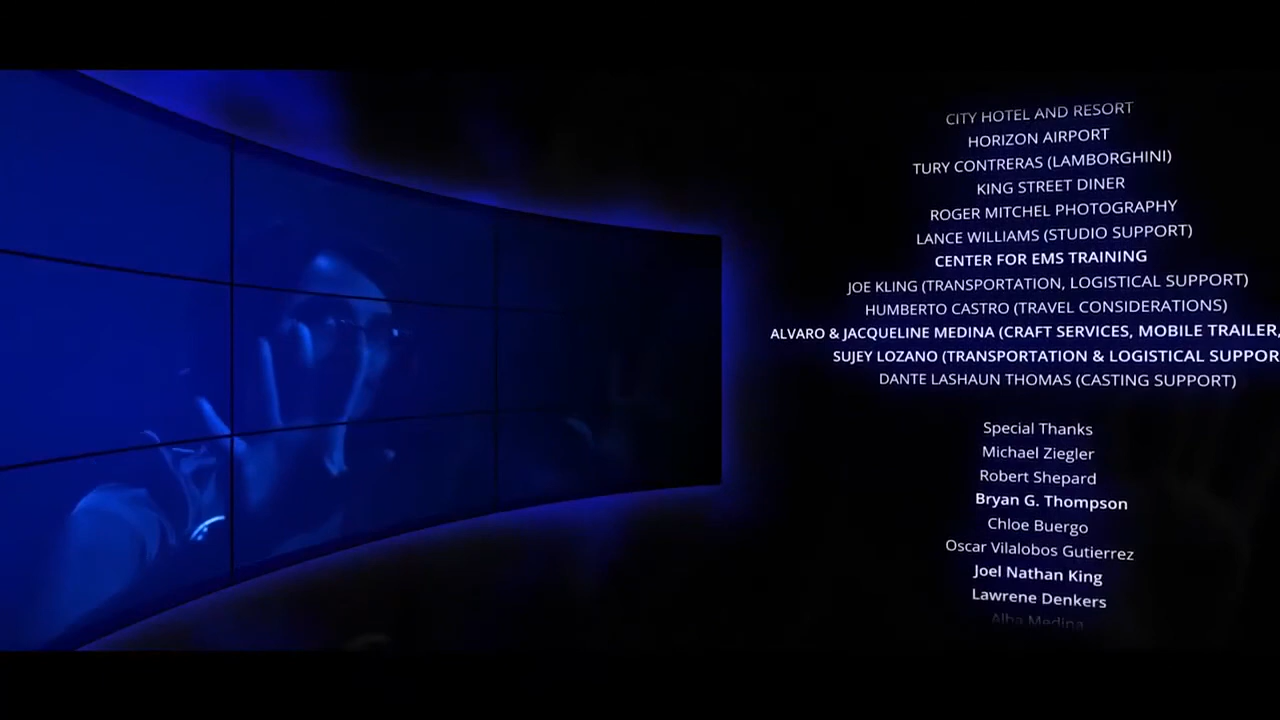 CITY HOTEL AND RESORT
HORIZON AIRPORT
TURY CONTRERAS (LAMBORGHINI)
KING STREET DINER
ROGER MITCHEL PHOTOGRAPHY
LANCE WILLIAMS (STUDIO SUPPORT)
CENTER FOR EMS TRAINING
JOE KLING (TRANSPORTATION, LOGISTICAL SUPPORT)
HUMBERTO CASTRO (TRAVEL CONSIDERATIONS)
ALVARO & JACQUELINE MEDINA (CRAFT SERVICES, MOBILE TRAILER,
SUJEY LOZANO (TRANSPORTATION & LOGISTICAL SUPPOR
DANTE LASHAUN THOMAS (CASTING SUPPORT)
Special Thanks
Michael Ziegler
Robert Shepard
Bryan G. Thompson
Chloe Buergo
Oscar Vilalobos Gutierrez
Joel Nathan King
Lawrene Denkers
Alba Medina